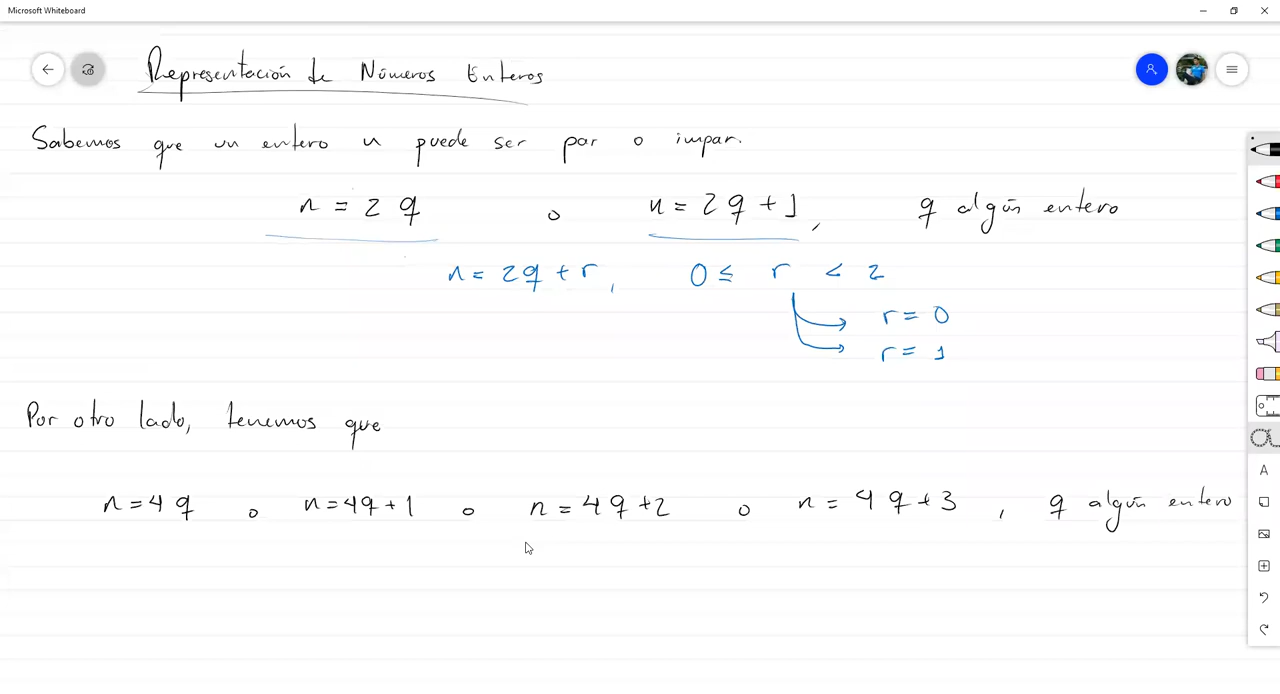 Microsoft Whiteboard
Representación de Números Enteros
Sabemos que un entero n puede ser par o impar.
n = 2q o n = 2q + 1, q algún entero
n = 2q + r, 0 ≤ r < 2
r = 0
r = 1
Por otro lado, tenemos que
n = 4q o n = 4q + 1 o n = 4q + 2 o n = 4q + 3, q algún entero
A